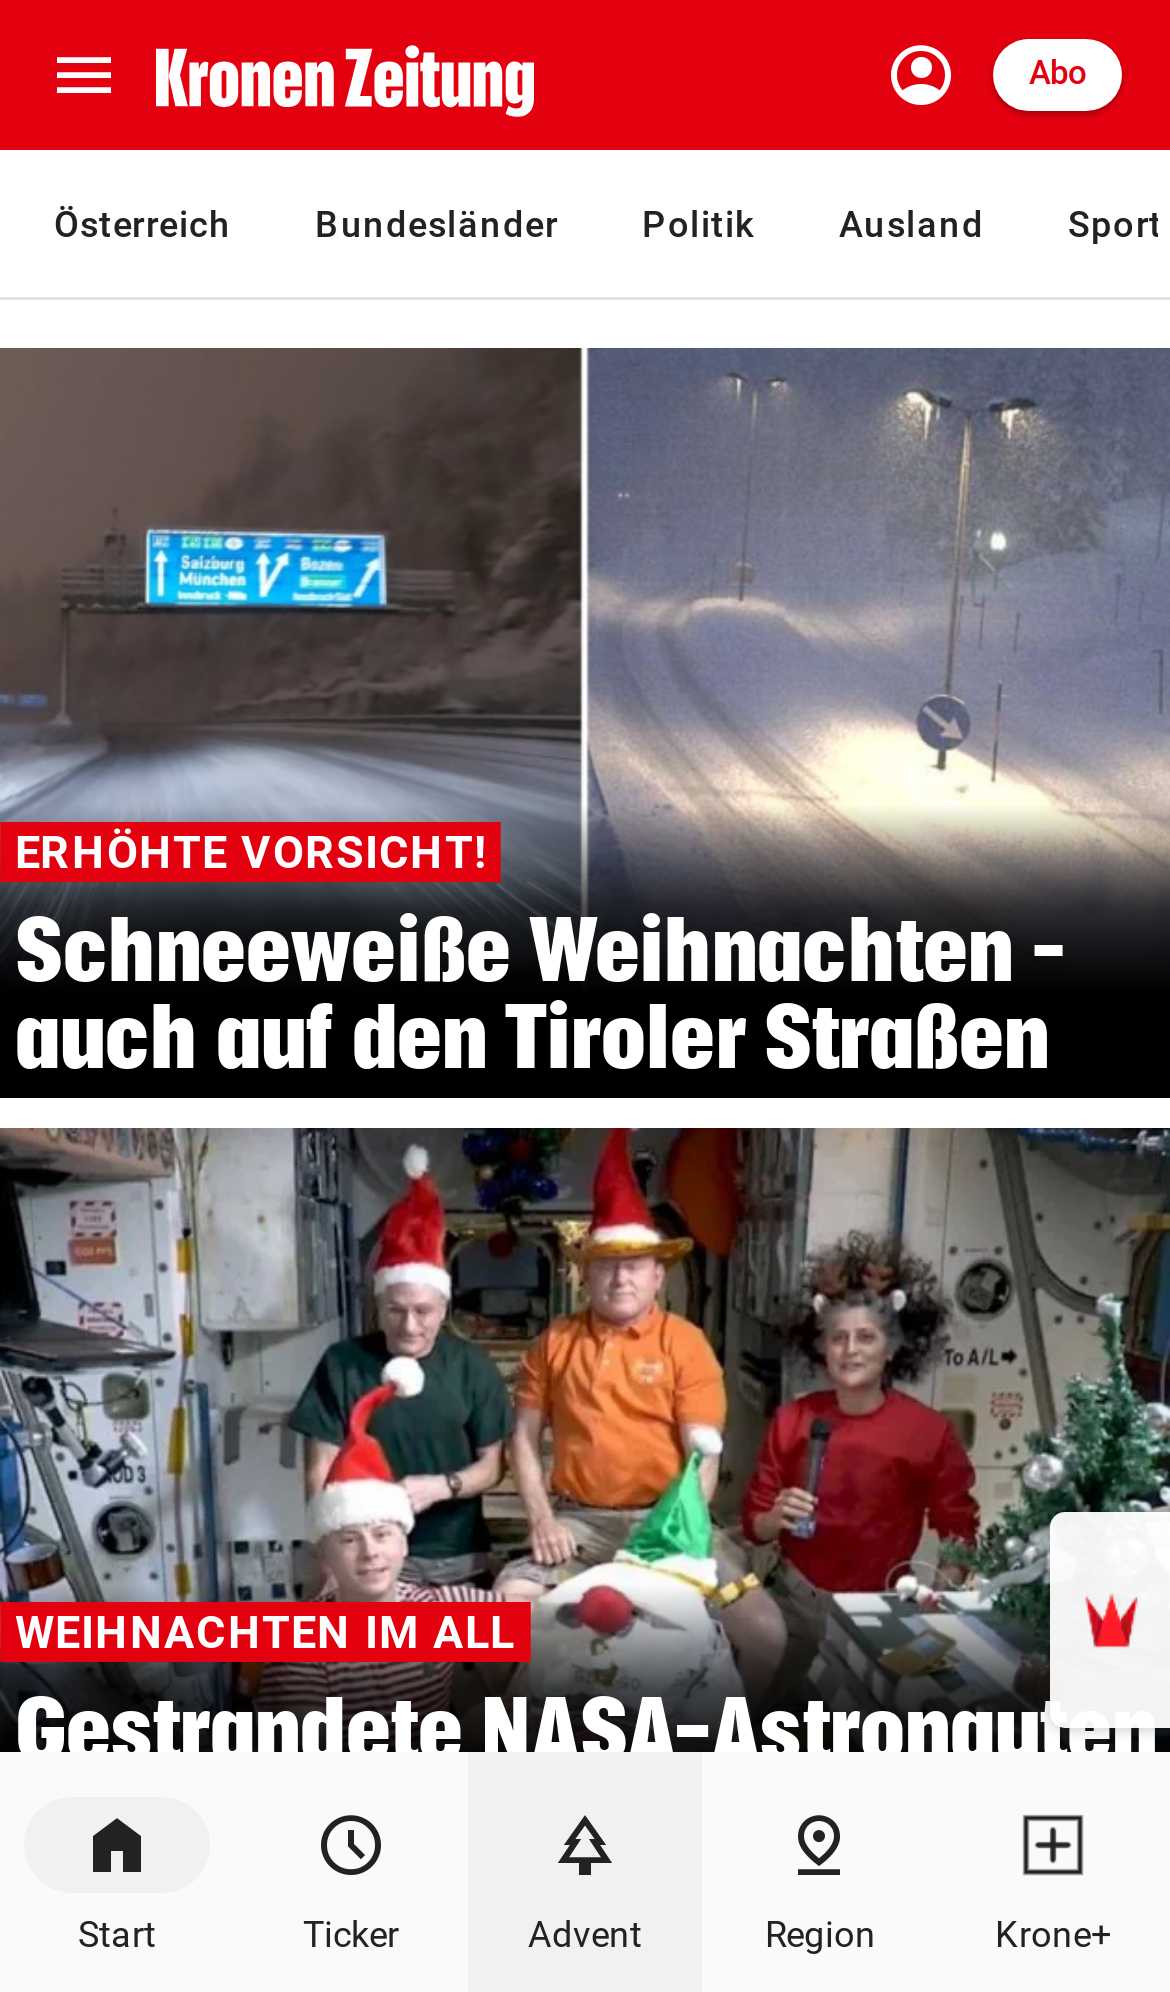 Kronen Zeitung
Abo
Österreich Bundesländer Politik Ausland Sport
Salzburg Bozen
München Brenner
ERHÖHTE VORSICHT!
Schneeweiße Weihnachten –
auch auf den Tiroler Straßen
To A/L
WEIHNACHTEN IM ALL
Gestrandete NASA-Astronauten
Start Ticker Advent Region Krone+